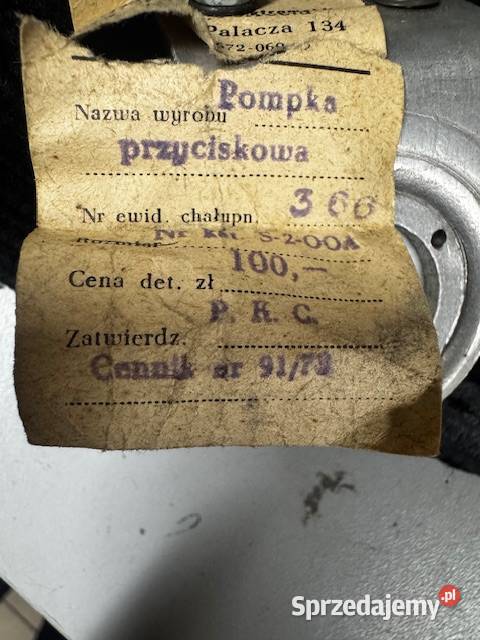 Palacza 134
Nazwa wyrobu Pompka
przyciskowa
Nr ewid. chałupn. 366
Rozmiar Nr kat. S-2-00A
Cena det. zł 100,-
Zatwierdz. P. K. C.
Cennik nr 91/78
Sprzedajemy.pl